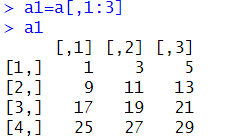 > a1=a[,1:3]
> a1
     [,1] [,2] [,3]
[1,]    1    3    5
[2,]    9   11   13
[3,]   17   19   21
[4,]   25   27   29